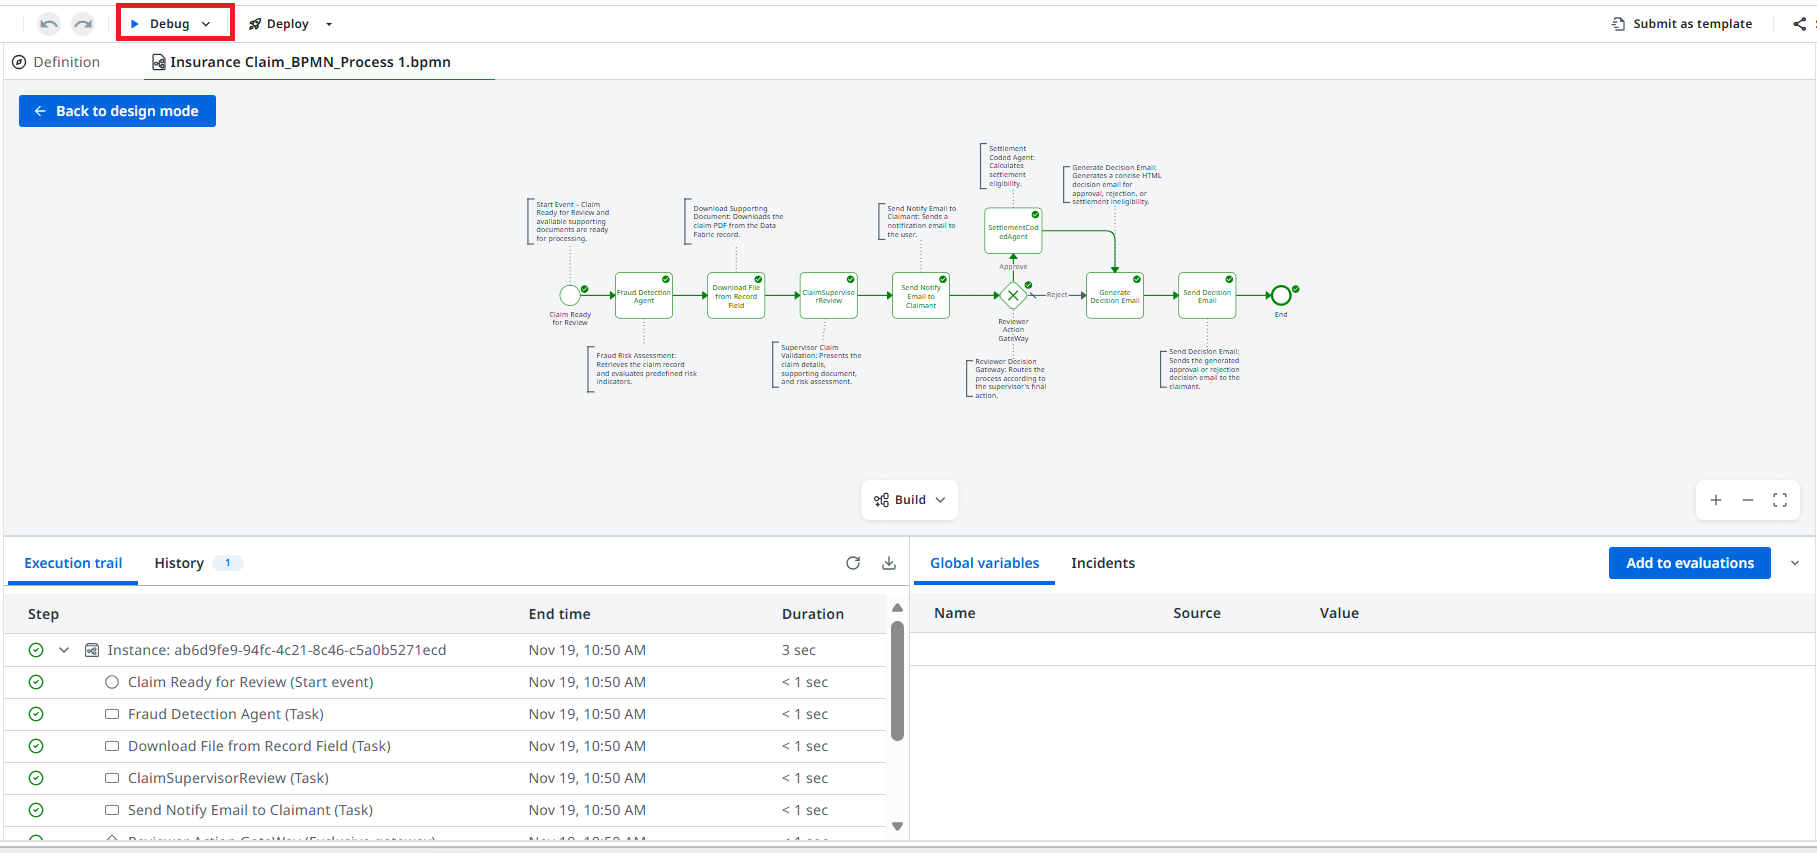 Debug
Deploy
Submit as template
Definition
Insurance Claim_BPMN_Process 1.bpmn
Back to design mode
Start Event – Claim
Ready for Review and
available supporting
documents are ready
for processing.
Download Supporting
Document: Downloads the
claim PDF from the Data
Fabric record.
Send Notify Email to
Claimant: Sends a
notification email to
the user.
Settlement
Coded Agent:
Calculates
settlement
eligibility.
Generate Decision Email:
Generates a concise HTML
decision email for
approval, rejection, or
settlement ineligibility.
SettlementCod
edAgent
Approve
Claim Ready
for Review
Fraud Detection
Agent
Download File
from Record
Field
ClaimSuperviso
rReview
Send Notify
Email to
Claimant
Reviewer
Action
GateWay
Reject
Generate
Decision Email
Send Decision
Email
End
Fraud Risk Assessment:
Retrieves the claim record
and evaluates predefined risk
indicators.
Supervisor Claim
Validation: Presents the
claim details,
supporting document,
and risk assessment.
Reviewer Decision
Gateway: Routes the
process according to
the supervisor's final
action.
Send Decision Email:
Sends the generated
approval or rejection
decision email to the
claimant.
Build
Execution trail
History 1
Step End time Duration
Instance: ab6d9fe9-94fc-4c21-8c46-c5a0b5271ecd Nov 19, 10:50 AM 3 sec
Claim Ready for Review (Start event) Nov 19, 10:50 AM < 1 sec
Fraud Detection Agent (Task) Nov 19, 10:50 AM < 1 sec
Download File from Record Field (Task) Nov 19, 10:50 AM < 1 sec
ClaimSupervisorReview (Task) Nov 19, 10:50 AM < 1 sec
Send Notify Email to Claimant (Task) Nov 19, 10:50 AM < 1 sec
Reviewer Action GateWay (Exclusive gateway) Nov 19, 10:50 AM < 1 sec
Global variables
Incidents
Add to evaluations
Name Source Value